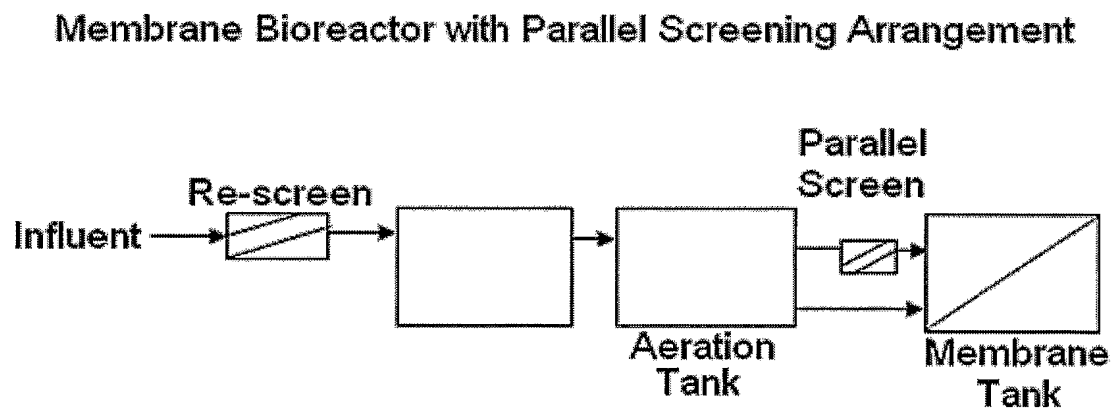 Membrane Bioreactor with Parallel Screening Arrangement
Parallel
Screen
Re-screen
Influent
Aeration
Tank
Membrane
Tank